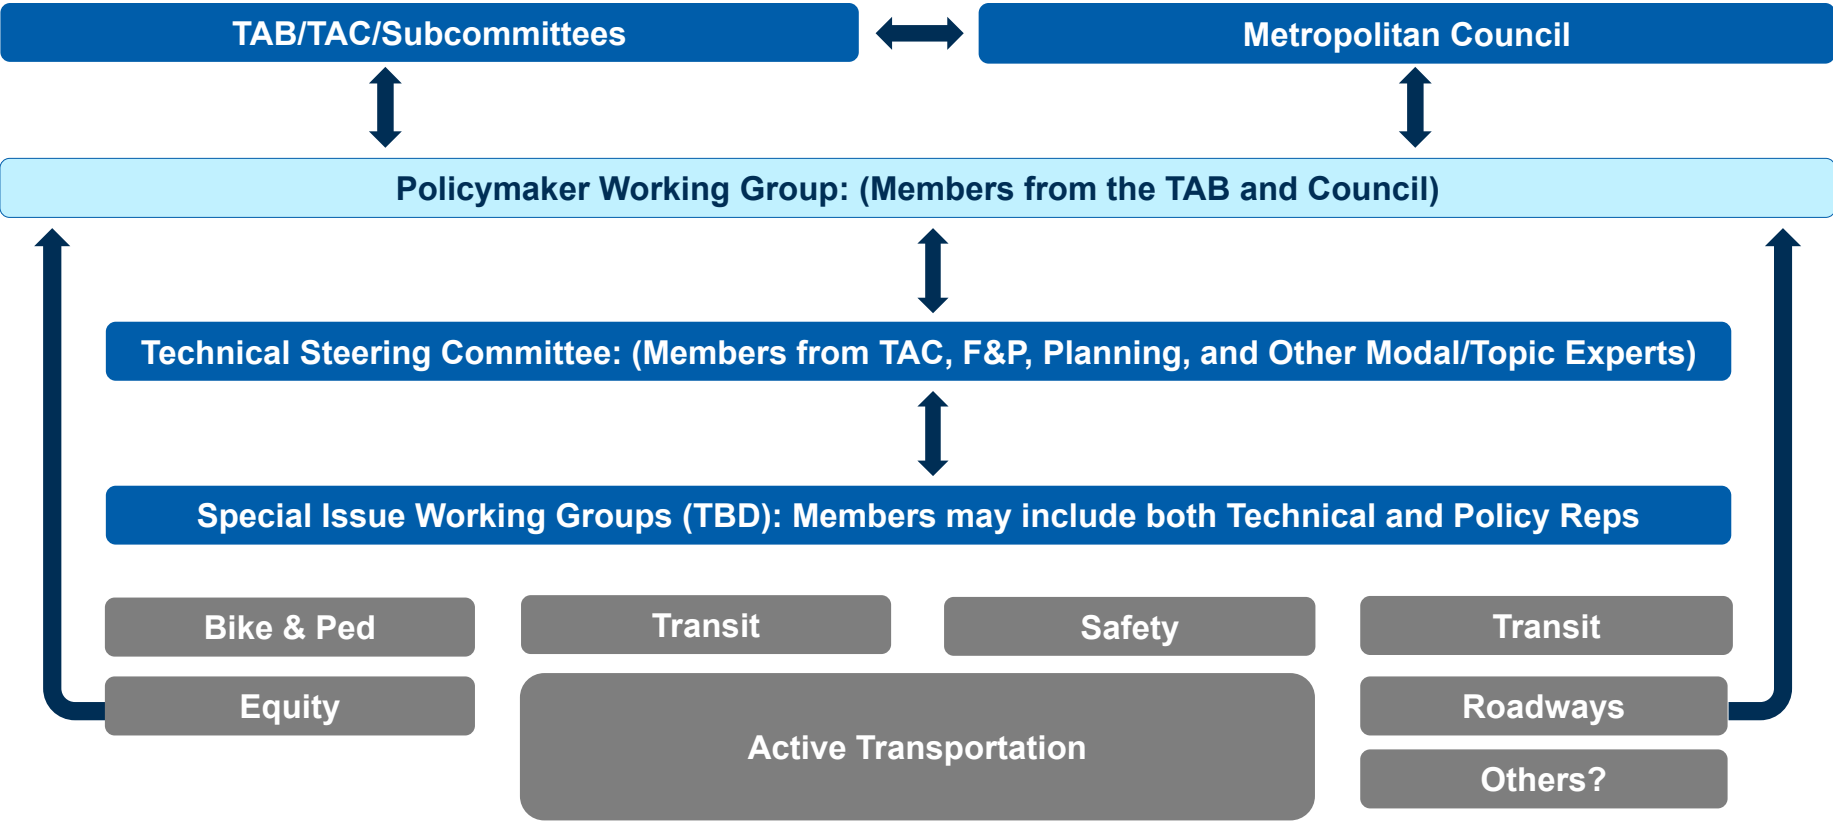 TAB/TAC/Subcommittees
Metropolitan Council
Policymaker Working Group: (Members from the TAB and Council)
Technical Steering Committee: (Members from TAC, F&P, Planning, and Other Modal/Topic Experts)
Special Issue Working Groups (TBD): Members may include both Technical and Policy Reps
Bike & Ped
Transit
Safety
Transit
Equity
Active Transportation
Roadways
Others?